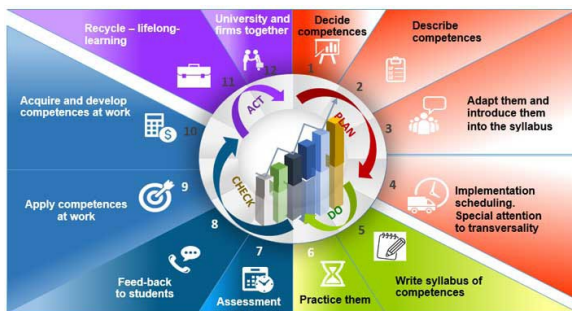 Decide
competences
1
Describe
competences
2
Adapt them and
introduce them
into the syllabus
3
Implementation
scheduling.
Special attention
to transversality
4
Write syllabus of
competences
5
Practice them
6
Assessment
7
Feed-back
to students
8
Apply competences
at work
9
Acquire and develop
competences at work
10
Recycle – lifelong-
learning
11
University and
firms together
12
PLAN
DO
CHECK
ACT
$